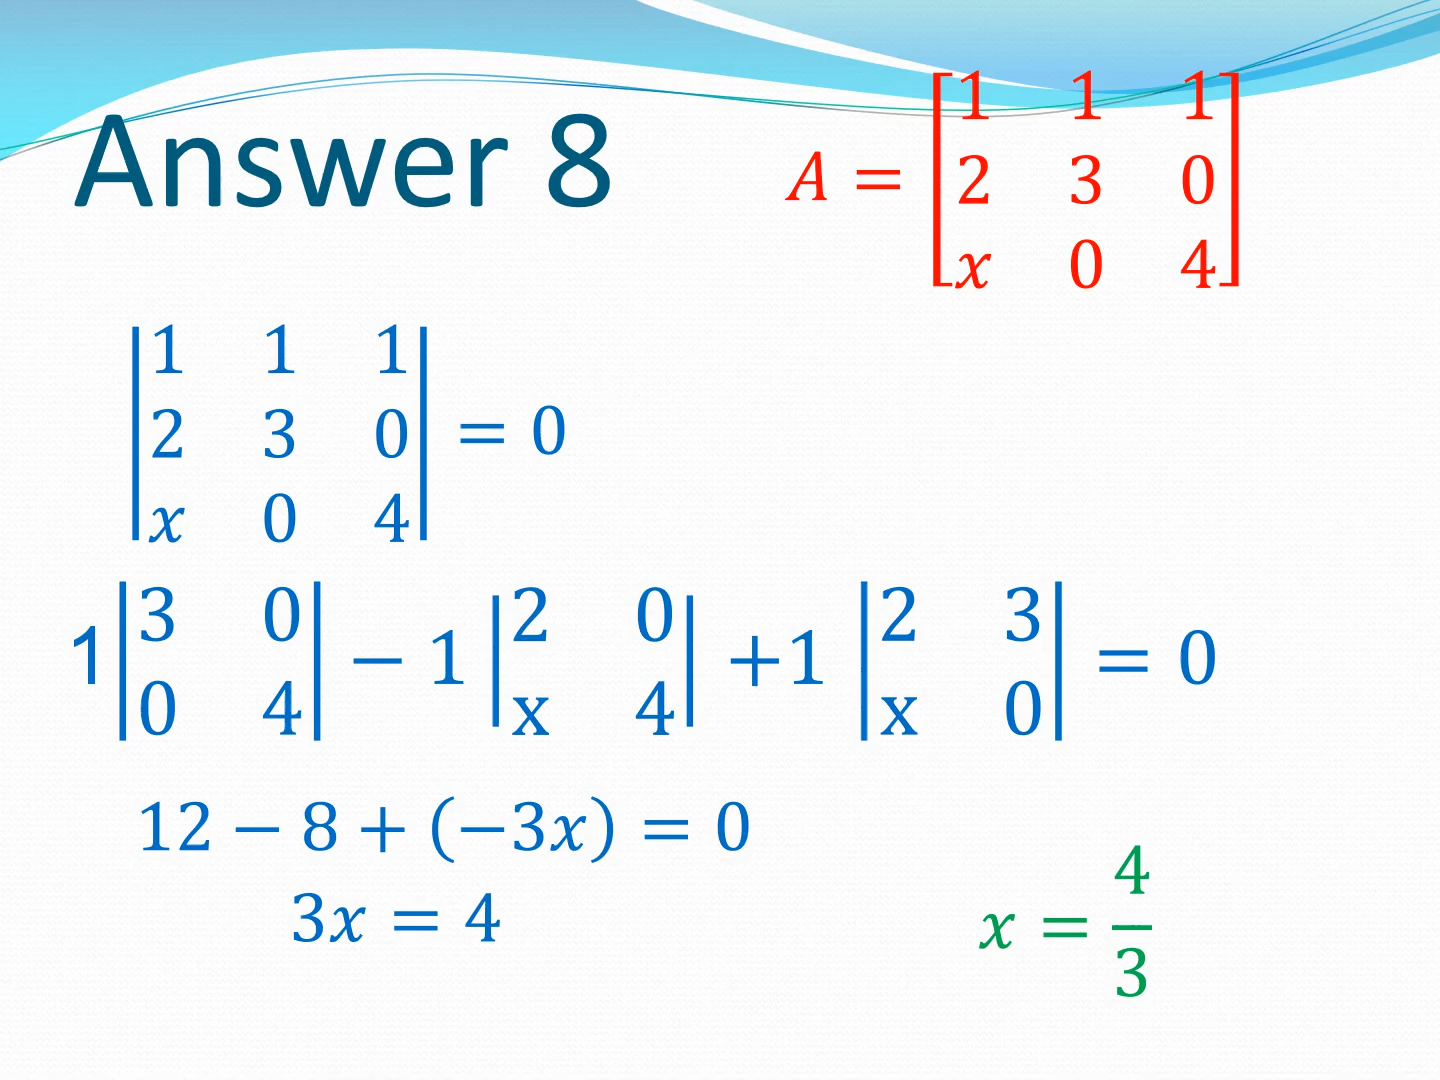 Answer 8
A = [1 1 1
2 3 0
x 0 4]
|1 1 1|
|2 3 0| = 0
|x 0 4|
1|3 0| − 1|2 0| +1|2 3| = 0
|0 4| |x 4| |x 0|
12 − 8 + (−3x) = 0
3x = 4
x = 4/3